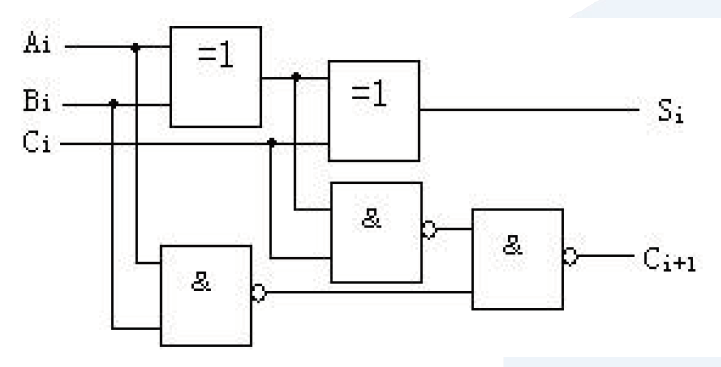 Ai
=1
Bi
=1
Si
Ci
&
&
&
Ci+1